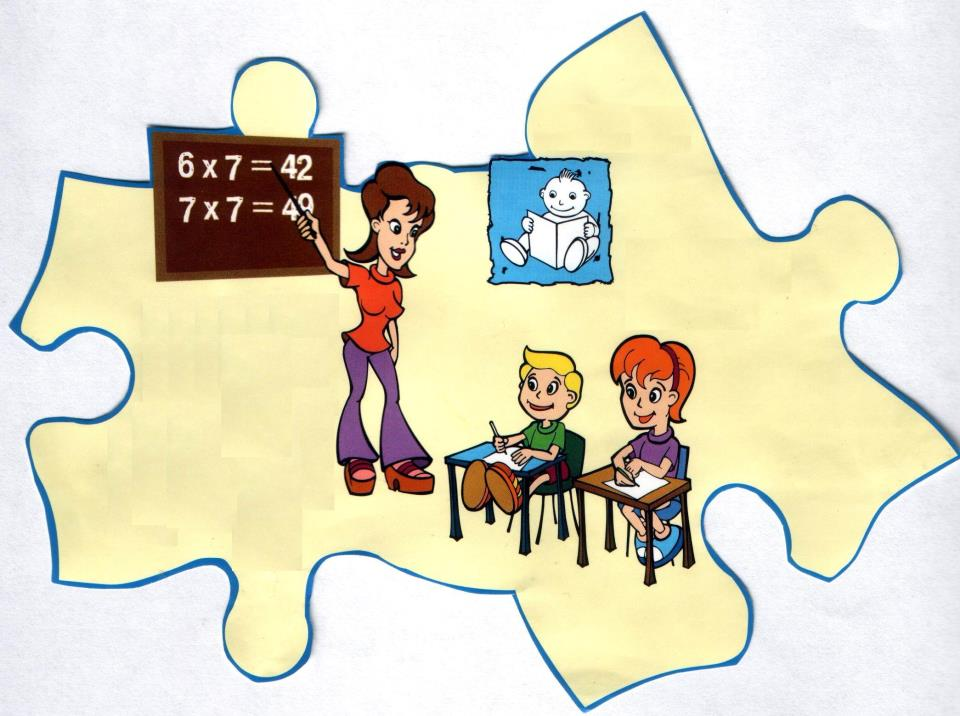 6 x 7 = 42
7 x 7 = 49